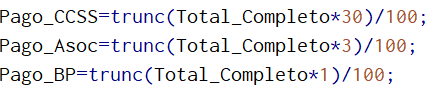 Pago_CCSS=trunc(Total_Completo*30)/100;
Pago_Asoc=trunc(Total_Completo*3)/100;
Pago_BP=trunc(Total_Completo*1)/100;